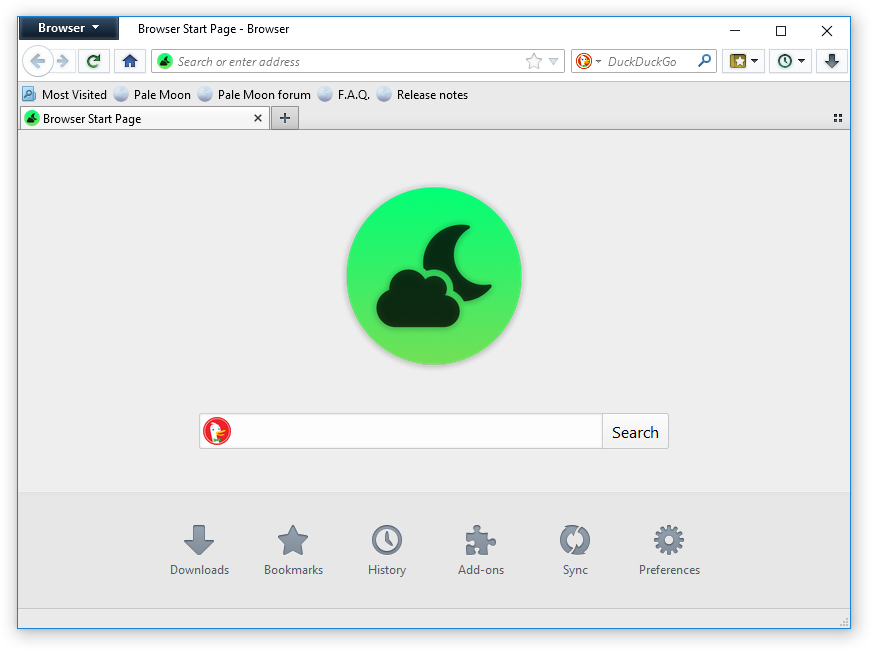 Browser
Browser Start Page - Browser
Search or enter address
DuckDuckGo
Most Visited Pale Moon Pale Moon forum F.A.Q. Release notes
Browser Start Page
Search
Downloads Bookmarks History Add-ons Sync Preferences